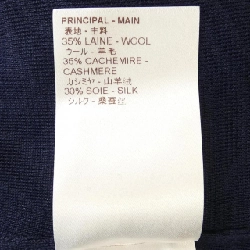 PRINCIPAL - MAIN
表地・主料
35% LAINE - WOOL
ウール - 羊毛
35% CACHEMIRE -
CASHMERE
カシミヤ - 山羊绒
30% SOIE - SILK
シルク - 桑蚕丝